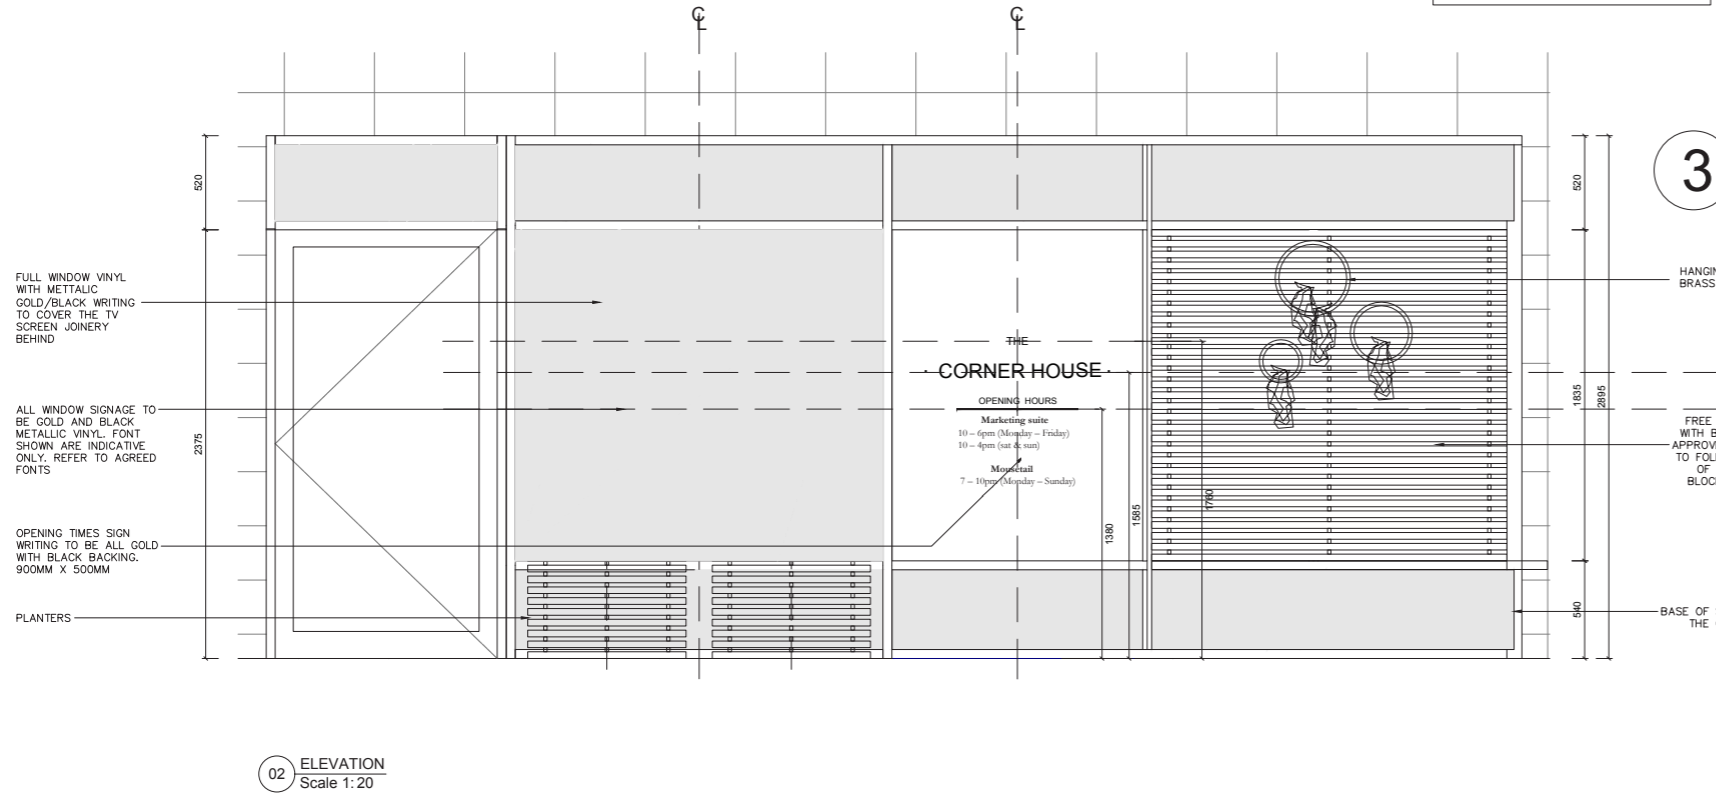 CL
CL
3
520
2375
FULL WINDOW VINYL
WITH METTALIC
GOLD/BLACK WRITING
TO COVER THE TV
SCREEN JOINERY
BEHIND
ALL WINDOW SIGNAGE TO
BE GOLD AND BLACK
METALLIC VINYL. FONT
SHOWN ARE INDICATIVE
ONLY. REFER TO AGREED
FONTS
OPENING TIMES SIGN
WRITING TO BE ALL GOLD
WITH BLACK BACKING.
900MM X 500MM
PLANTERS
THE
· CORNER HOUSE ·
OPENING HOURS
Marketing suite
10 – 6pm (Monday – Friday)
10 – 4pm (sat & sun)
Mousetail
7 – 10pm (Monday – Sunday)
1380
1585
1760
520
1835
2895
540
HANGIN
BRASS
FREE
WITH B
APPROV
TO FOL
OF
BLOC
BASE OF
THE
02
ELEVATION
Scale 1:20